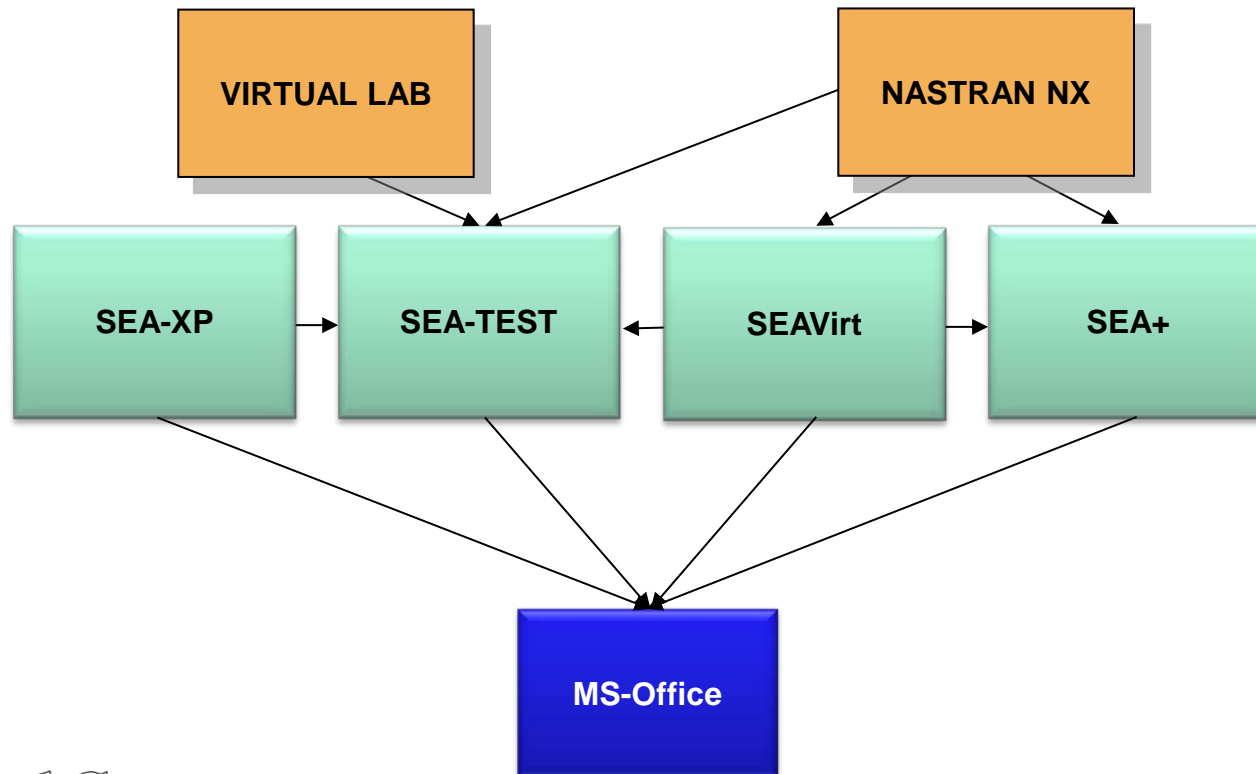 VIRTUAL LAB
NASTRAN NX
SEA-XP
SEA-TEST
SEAVirt
SEA+
MS-Office